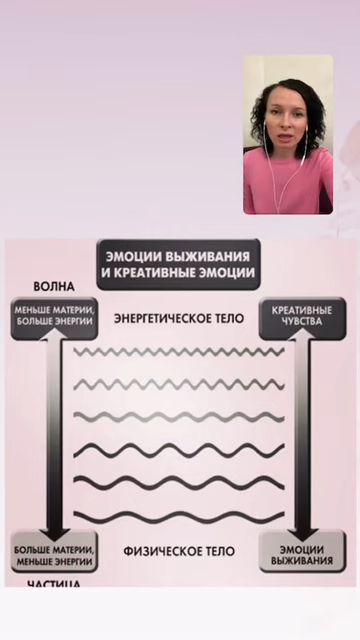 ЭМОЦИИ ВЫЖИВАНИЯ
И КРЕАТИВНЫЕ ЭМОЦИИ
ВОЛНА
МЕНЬШЕ МАТЕРИИ,
БОЛЬШЕ ЭНЕРГИИ
ЭНЕРГЕТИЧЕСКОЕ ТЕЛО
КРЕАТИВНЫЕ
ЧУВСТВА
БОЛЬШЕ МАТЕРИИ,
МЕНЬШЕ ЭНЕРГИИ
ФИЗИЧЕСКОЕ ТЕЛО
ЭМОЦИИ
ВЫЖИВАНИЯ
ЧАСТИЦА